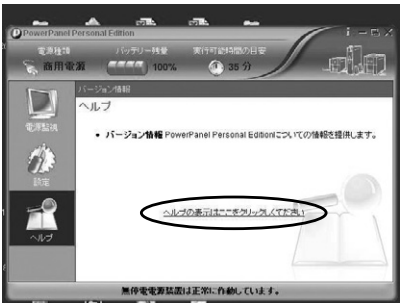 PowerPanel Personal Edition
電源種類 バッテリー残量 実行可能時間の目安
商用電源 100% 35 分
バージョン情報
電源監視
ヘルプ
• バージョン情報 PowerPanel Personal Editionについての情報を提供します。
設定
ヘルプの表示はここをクリックしてください
ヘルプ
無停電電源装置は正常に作動しています。